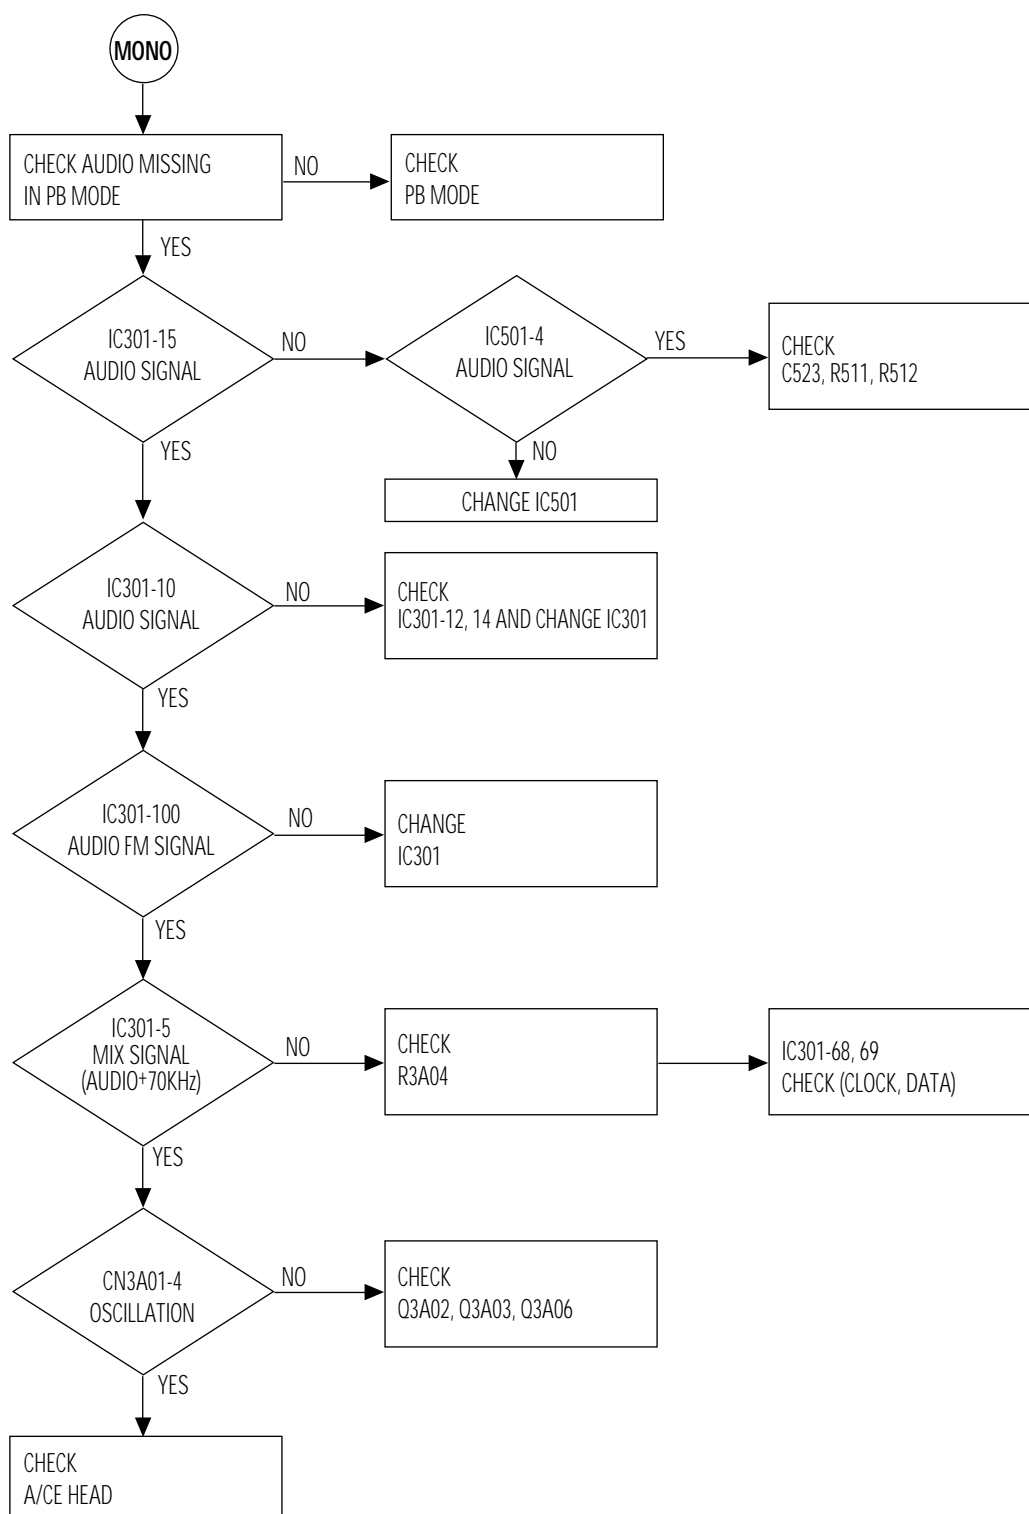 MONO
CHECK AUDIO MISSING
IN PB MODE
NO
CHECK
PB MODE
YES
IC301-15
AUDIO SIGNAL
NO
IC501-4
AUDIO SIGNAL
YES
CHECK
C523, R511, R512
YES
NO
CHANGE IC501
IC301-10
AUDIO SIGNAL
NO
CHECK
IC301-12, 14 AND CHANGE IC301
YES
IC301-100
AUDIO FM SIGNAL
NO
CHANGE
IC301
YES
IC301-5
MIX SIGNAL
(AUDIO+70KHz)
NO
CHECK
R3A04
IC301-68, 69
CHECK (CLOCK, DATA)
YES
CN3A01-4
OSCILLATION
NO
CHECK
Q3A02, Q3A03, Q3A06
YES
CHECK
A/CE HEAD